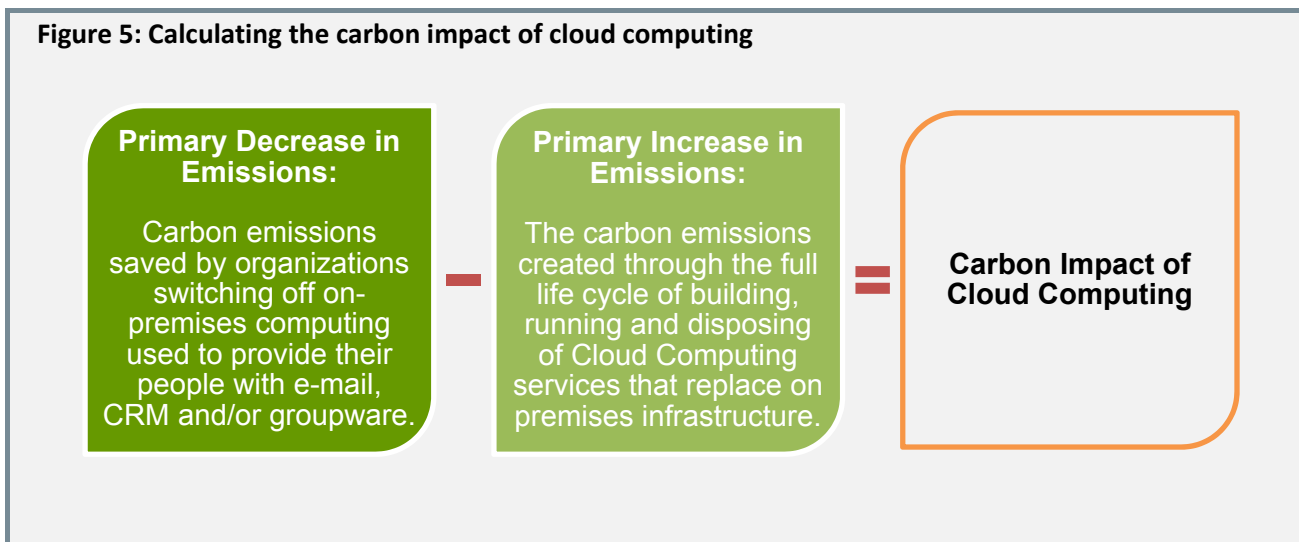 Figure 5: Calculating the carbon impact of cloud computing
Primary Decrease in
Emissions:
Carbon emissions
saved by organizations
switching off on-
premises computing
used to provide their
people with e-mail,
CRM and/or groupware.
Primary Increase in
Emissions:
The carbon emissions
created through the full
life cycle of building,
running and disposing
of Cloud Computing
services that replace on
premises infrastructure.
Carbon Impact of
Cloud Computing